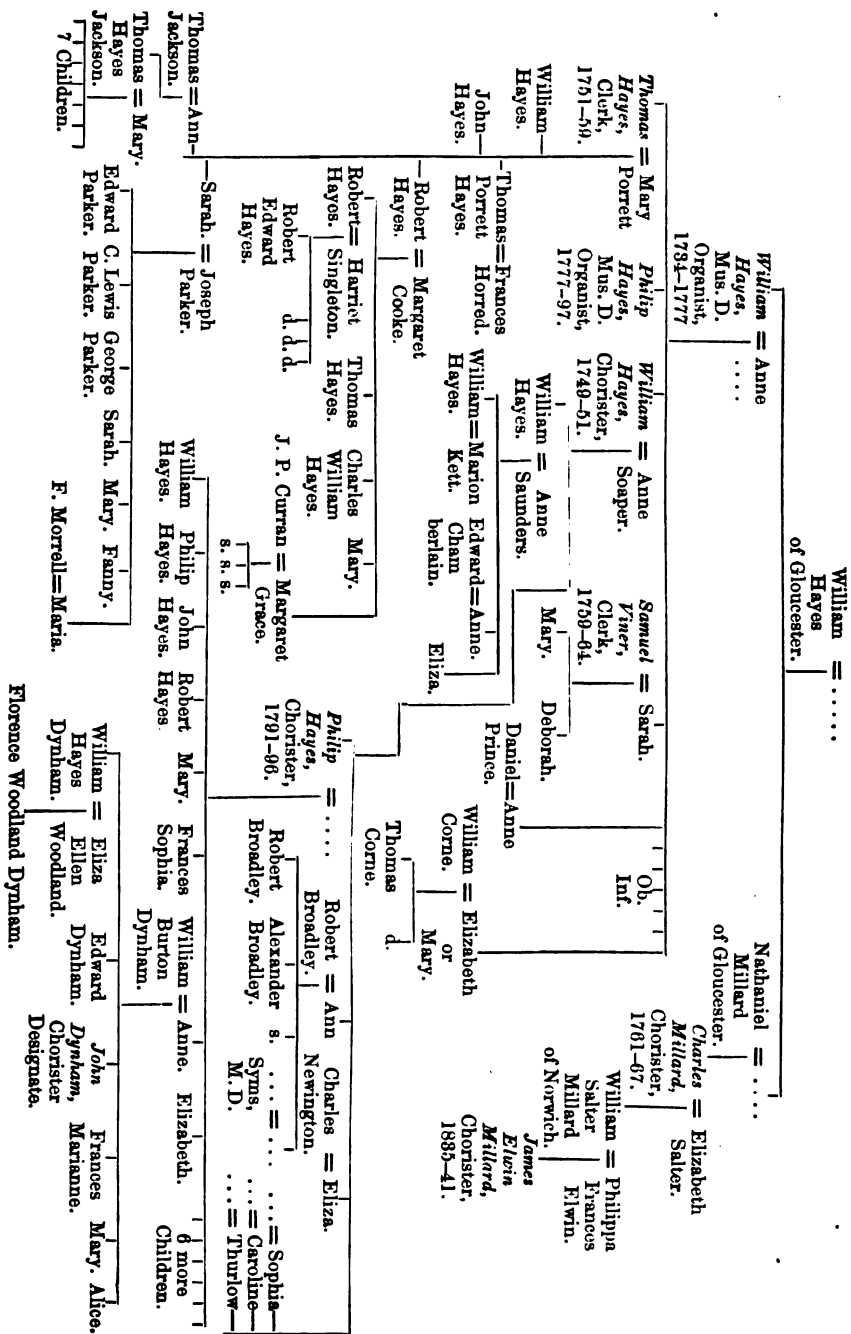 William = .....
Hayes
of Gloucester.
William = Anne
Hayes, ....
Mus. D.
Organist,
1734–1777
Nathaniel = ....
Millard
of Gloucester.
Thomas = Mary
Hayes, Porrett
Clerk,
1751–59.
Philip
Hayes,
Mus. D.
Organist,
1777–97.
William = Anne
Hayes, Soaper.
Chorister,
1749–51.
Samuel = Sarah.
Viner,
Clerk,
1759–64.
Ob.
Inf.
Charles = Elizabeth
Millard, Salter.
Chorister,
1761–67.
William—
Hayes.
John—
Hayes.
Thomas=Frances
Porrett Horred.
Hayes.
William = Anne
Hayes. Saunders.
Mary.
Deborah.
Daniel=Anne
Prince.
William = Elizabeth
Corne. or
Mary.
Thomas d.
Corne.
William = Philippa
Salter Frances
Millard Elwin.
of Norwich.
James
Elwin
Millard,
Chorister,
1835–41.
William=Marion
Hayes. Kett.
Edward=Anne.
Cham
berlain.
Eliza.
Robert = Margaret
Hayes. Cooke.
Robert= Harriet
Hayes. Singleton.
Thomas
Hayes.
Charles
William
Hayes.
Mary.
Robert d. d. d.
Edward
Hayes.
J. P. Curran = Margaret
Grace.
s. s. s.
Philip = ....
Hayes,
Chorister,
1791–96.
Robert = Ann
Broadley. Newington.
Charles = Eliza.
Robert Alexander s.
Broadley. Broadley.
.... = ....
Syms,
M. D.
....=Sophia—
...=Caroline—
...=Thurlow—
Thomas=Ann–
Jackson.
–Sarah. = Joseph
Parker.
Thomas = Mary.
Hayes
Jackson.
7 Children.
Edward C. Lewis George Sarah. Mary. Fanny.
Parker. Parker. Parker.
F. Morrell=Maria.
William Philip John Robert Mary. Frances William = Anne. Elizabeth. 6 more
Hayes. Hayes. Hayes. Hayes Sophia. Burton Children.
Dynham.
William = Eliza Edward John Frances Mary. Alice.
Hayes Ellen Dynham. Dynham, Marianne.
Dynham. Woodland. Chorister
Designate.
Florence Woodland Dynham.